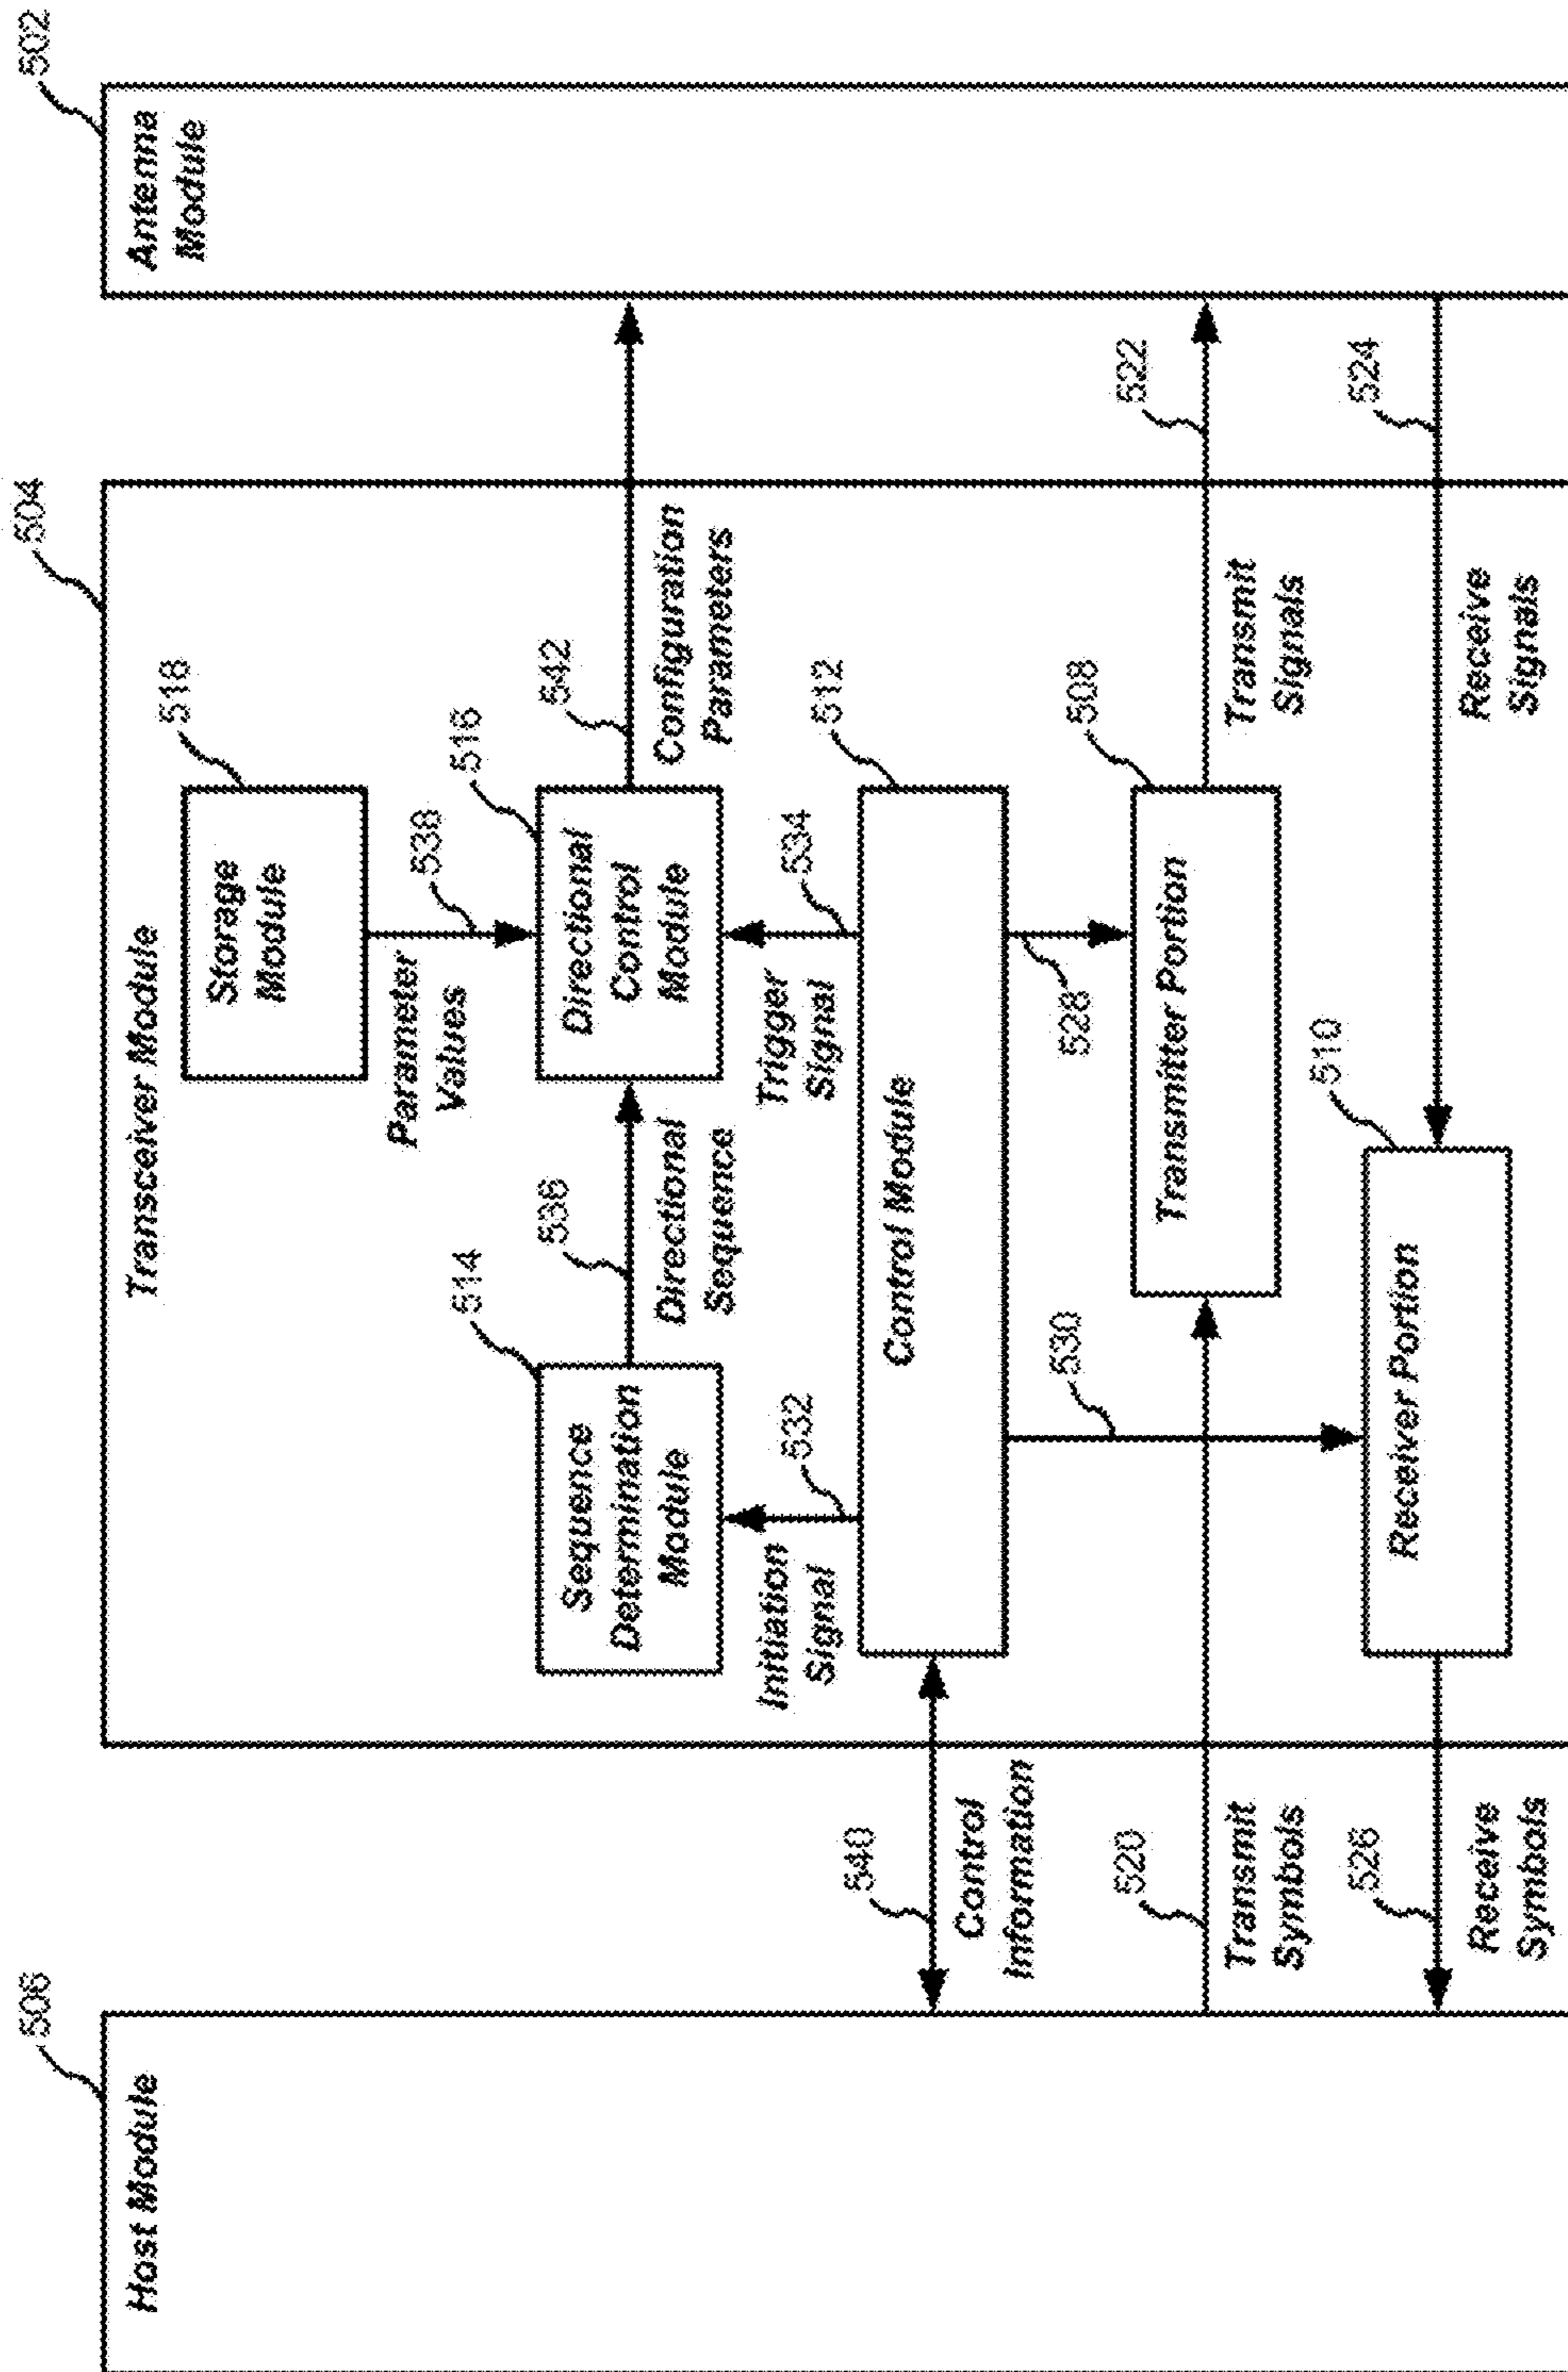 506
Host Module
504
Transceiver Module
502
Antenna
Module
518
Storage
Module
538
Parameter
Values
514
Sequence
Determination
Module
536
Directional
Sequence
516
Directional
Control
Module
542
Configuration
Parameters
Initiation
Signal
532
Trigger
Signal
534
540
Control
Information
Control Module
512
530
528
520
Transmit
Symbols
Transmitter Portion
508
522
Transmit
Signals
526
Receive
Symbols
Receiver Portion
510
524
Receive
Signals